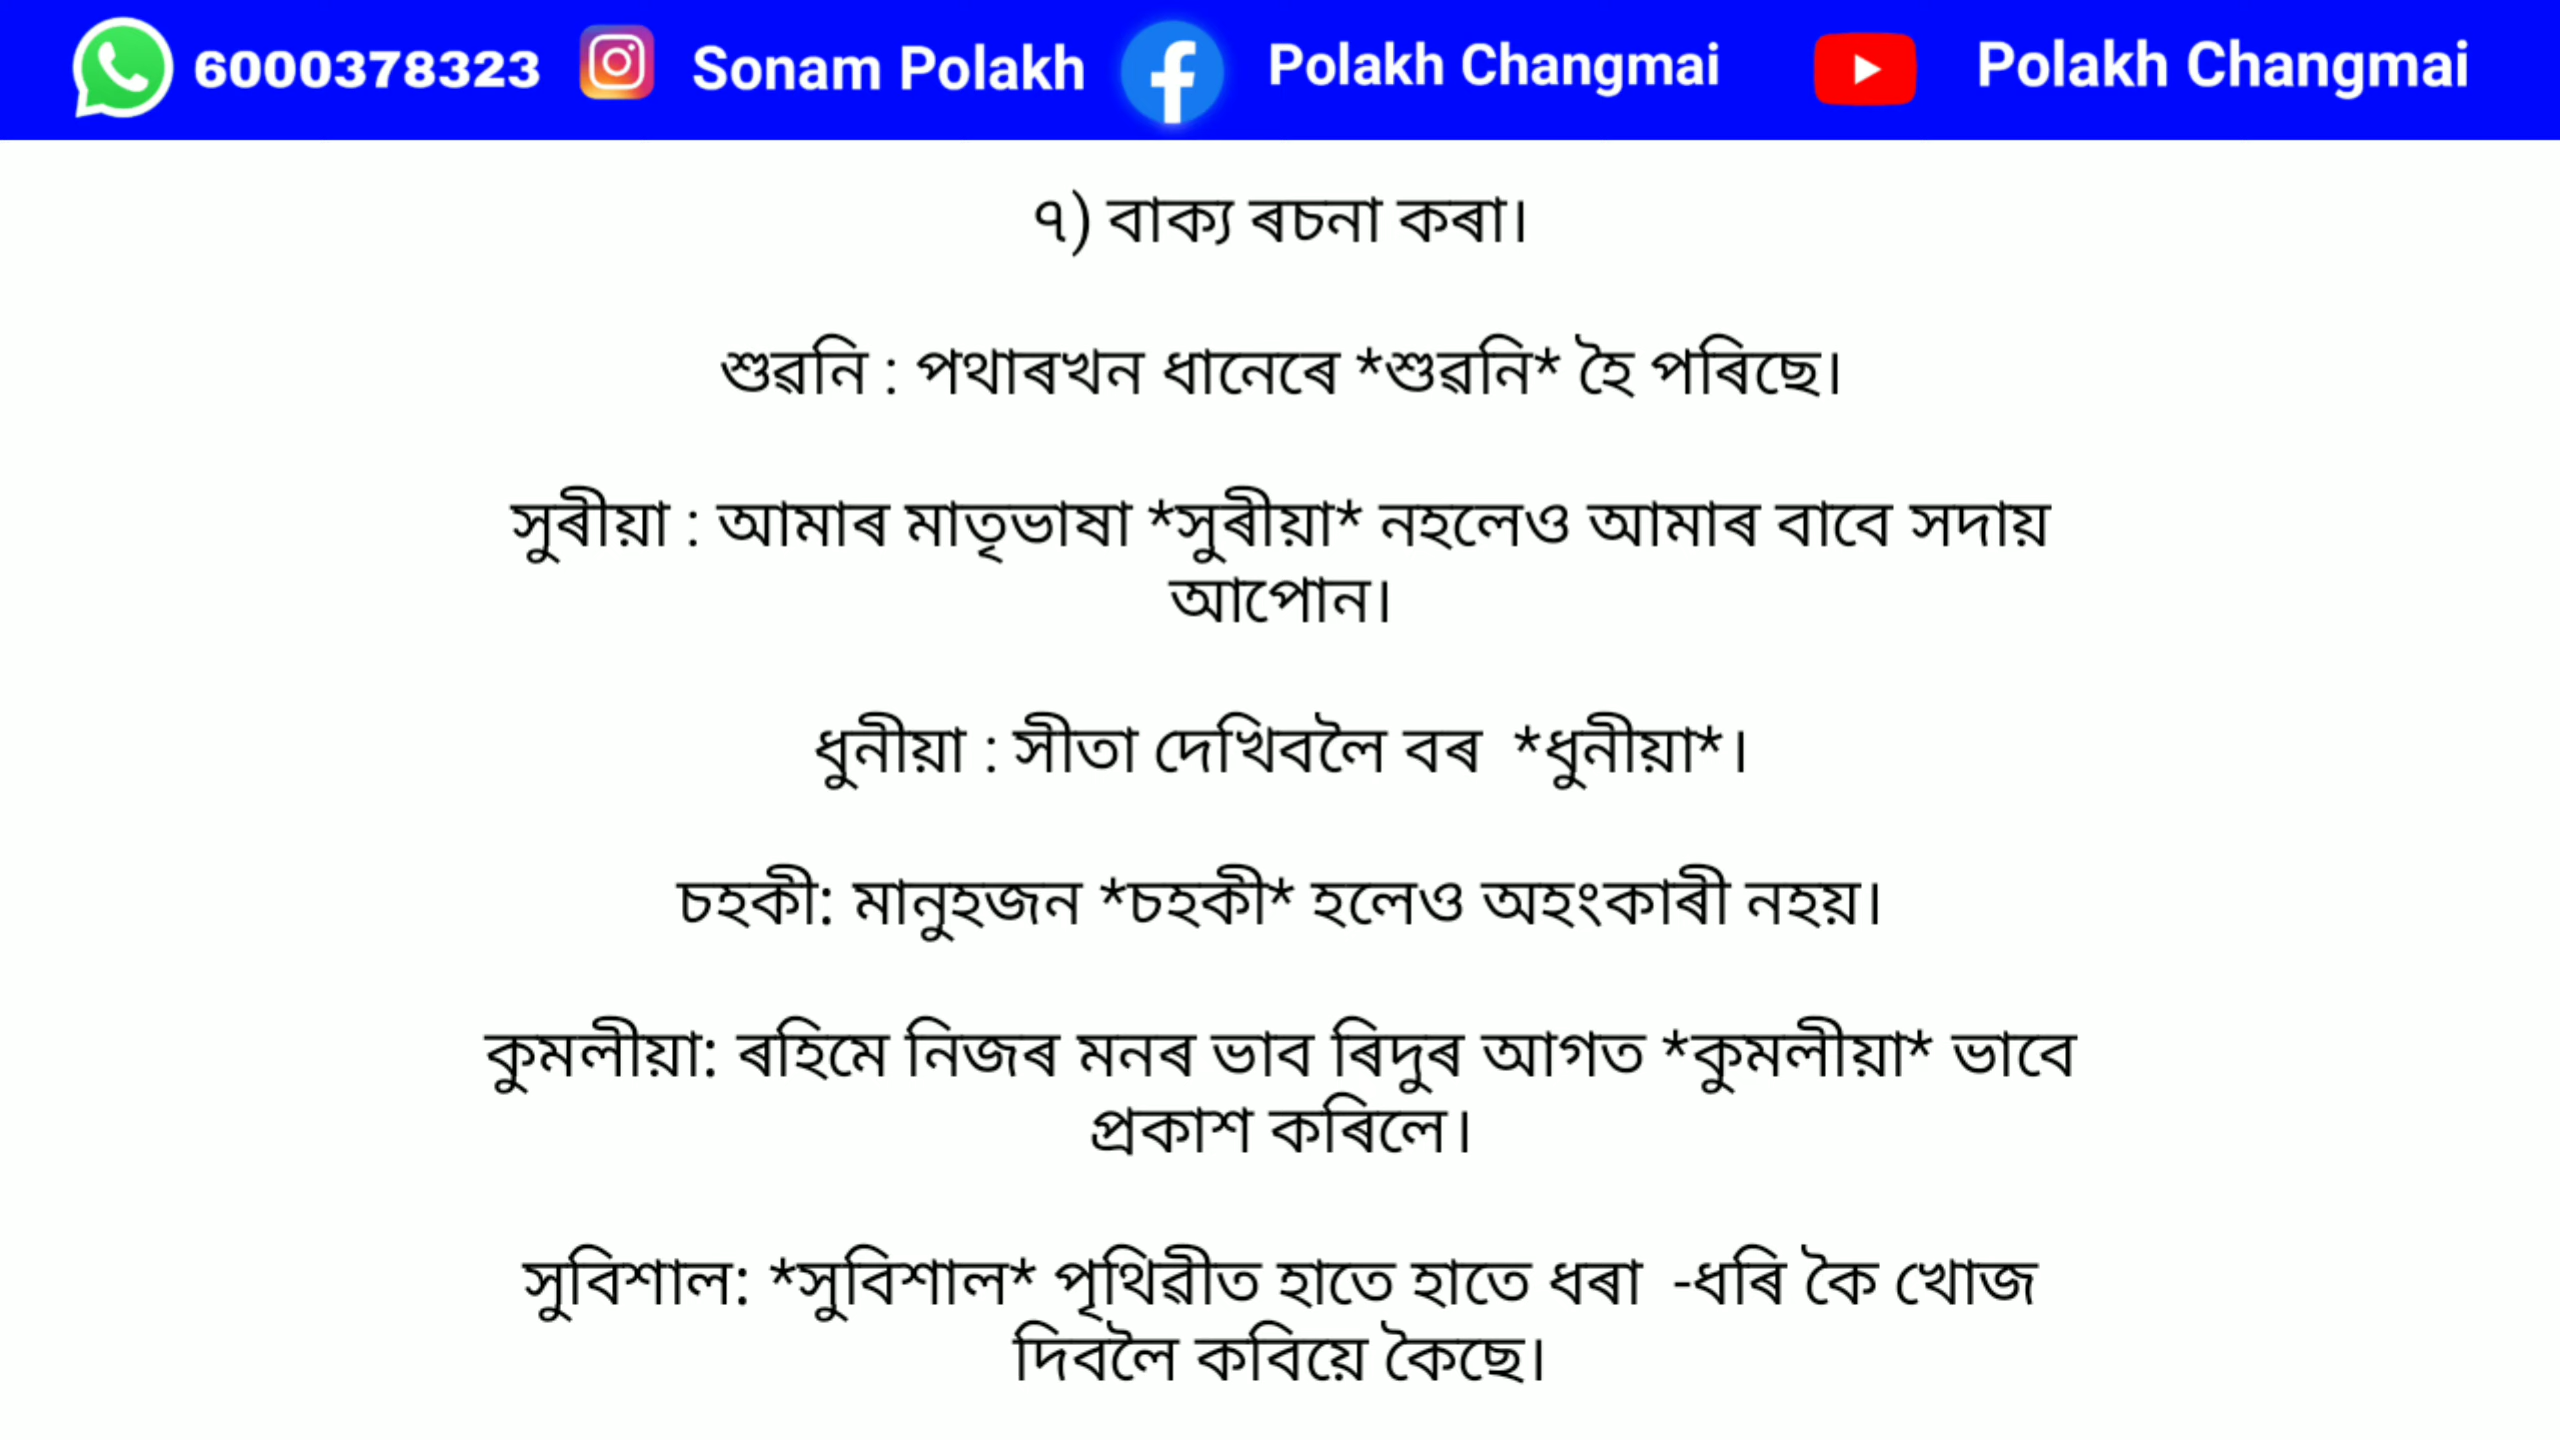 6000378323 Sonam Polakh Polakh Changmai Polakh Changmai
৭) বাক্য ৰচনা কৰা।
শুৱনি : পথাৰখন ধানেৰে *শুৱনি* হৈ পৰিছে।
সুৰীয়া : আমাৰ মাতৃভাষা *সুৰীয়া* নহলেও আমাৰ বাবে সদায়
আপোন।
ধুনীয়া : সীতা দেখিবলৈ বৰ  *ধুনীয়া*।
চহকী: মানুহজন *চহকী* হলেও অহংকাৰী নহয়।
কুমলীয়া: ৰহিমে নিজৰ মনৰ ভাব ৰিদুৰ আগত *কুমলীয়া* ভাবে
প্ৰকাশ কৰিলে।
সুবিশাল: *সুবিশাল* পৃথিৱীত হাতে হাতে ধৰা  -ধৰি কৈ খোজ
দিবলৈ কবিয়ে কৈছে।